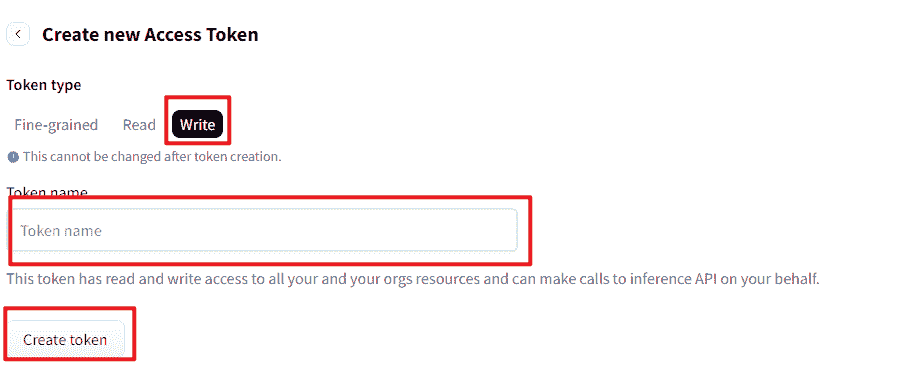 Create new Access Token
Token type
Fine-grained Read Write
This cannot be changed after token creation.
Token name
Token name
This token has read and write access to all your and your orgs resources and can make calls to inference API on your behalf.
Create token